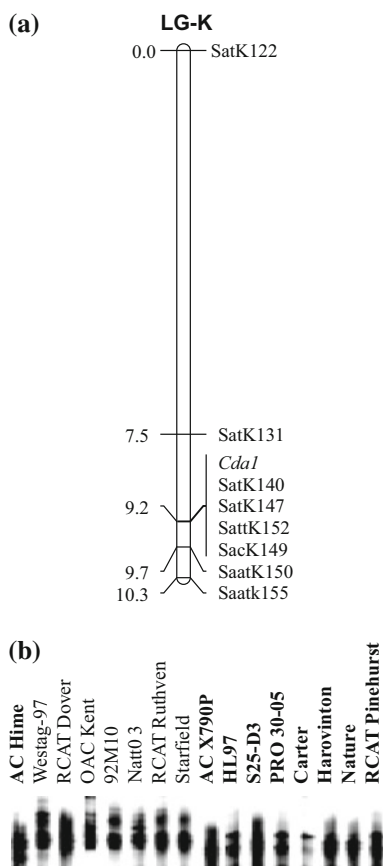 (a)
LG-K
0.0 SatK122
7.5 SatK131
Cda1
SatK140
9.2 SatK147
SattK152
SacK149
9.7 SaatK150
10.3 Saatk155
(b)
AC Hime
Westag-97
RCAT Dover
OAC Kent
92M10
Natt0 3
RCAT Ruthven
Starfield
AC X790P
HL97
S25-D3
PRO 30-05
Carter
Harovinton
Nature
RCAT Pinehurst